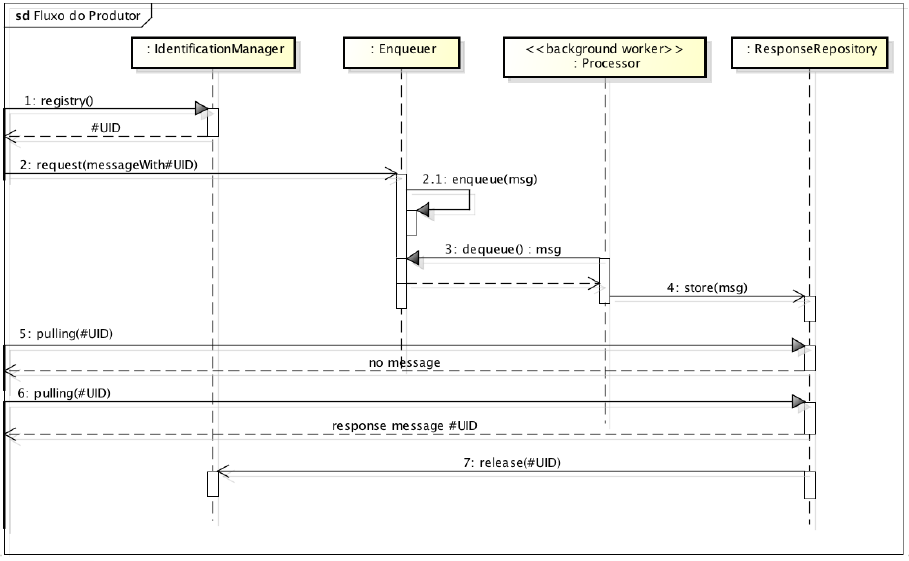 sd Fluxo do Produtor
: IdentificationManager
: Enqueuer
<<background worker>>
: Processor
: ResponseRepository
1: registry()
#UID
2: request(messageWith#UID)
2.1: enqueue(msg)
3: dequeue() : msg
4: store(msg)
5: pulling(#UID)
no message
6: pulling(#UID)
response message #UID
7: release(#UID)